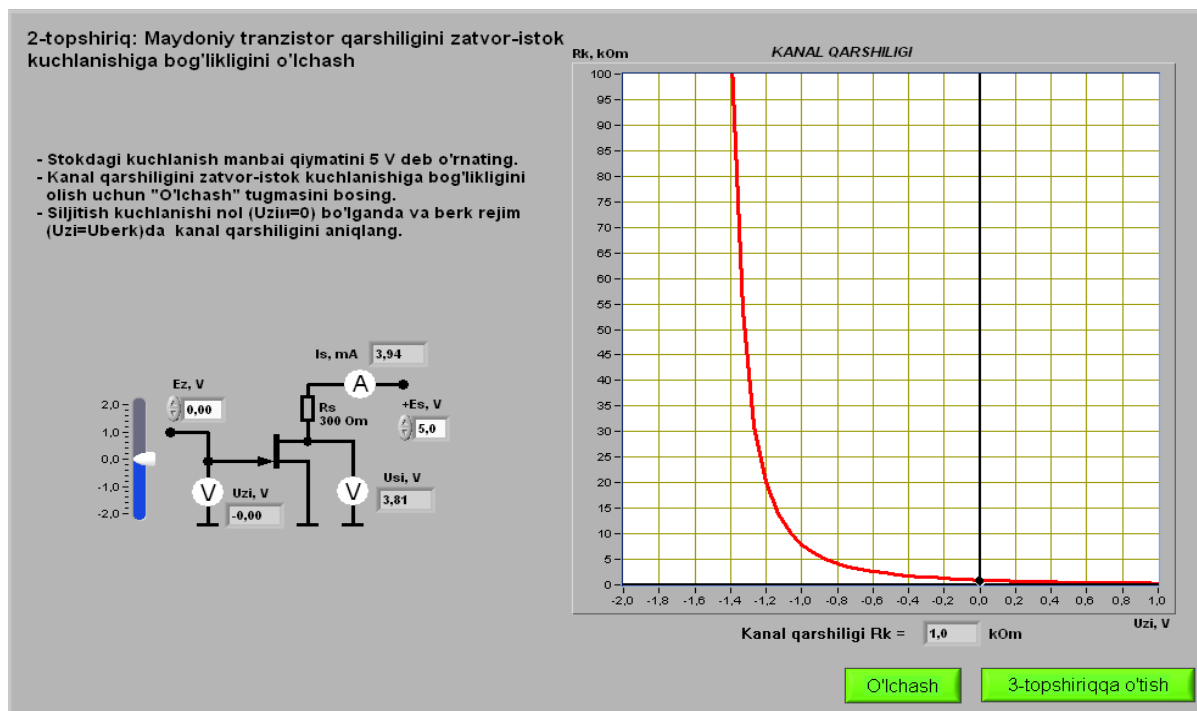 2-topshiriq: Maydoniy tranzistor qarshiligini zatvor-istok
kuchlanishiga bog'likligini o'lchash
- Stokdagi kuchlanish manbai qiymatini 5 V deb o'rnating.
- Kanal qarshiligini zatvor-istok kuchlanishiga bog'likligini
olish uchun "O'lchash" tugmasini bosing.
- Siljitish kuchlanishi nol (Uziи=0) bo'lganda va berk rejim
(Uzi=Uberk)da kanal qarshiligini aniqlang.
Is, mA 3,94
A
Ez, V
0,00
Rs
300 Om
+Es, V
5,0
2,0
1,0
0,0
-1,0
-2,0
V
Uzi, V
-0,00
V
Usi, V
3,81
Rk, kOm
KANAL QARSHILIGI
100
95
90
85
80
75
70
65
60
55
50
45
40
35
30
25
20
15
10
5
0
-2,0 -1,8 -1,6 -1,4 -1,2 -1,0 -0,8 -0,6 -0,4 -0,2 0,0 0,2 0,4 0,6 0,8 1,0
Uzi, V
Kanal qarshiligi Rk = 1,0 kOm
O'lchash
3-topshiriqqa o'tish